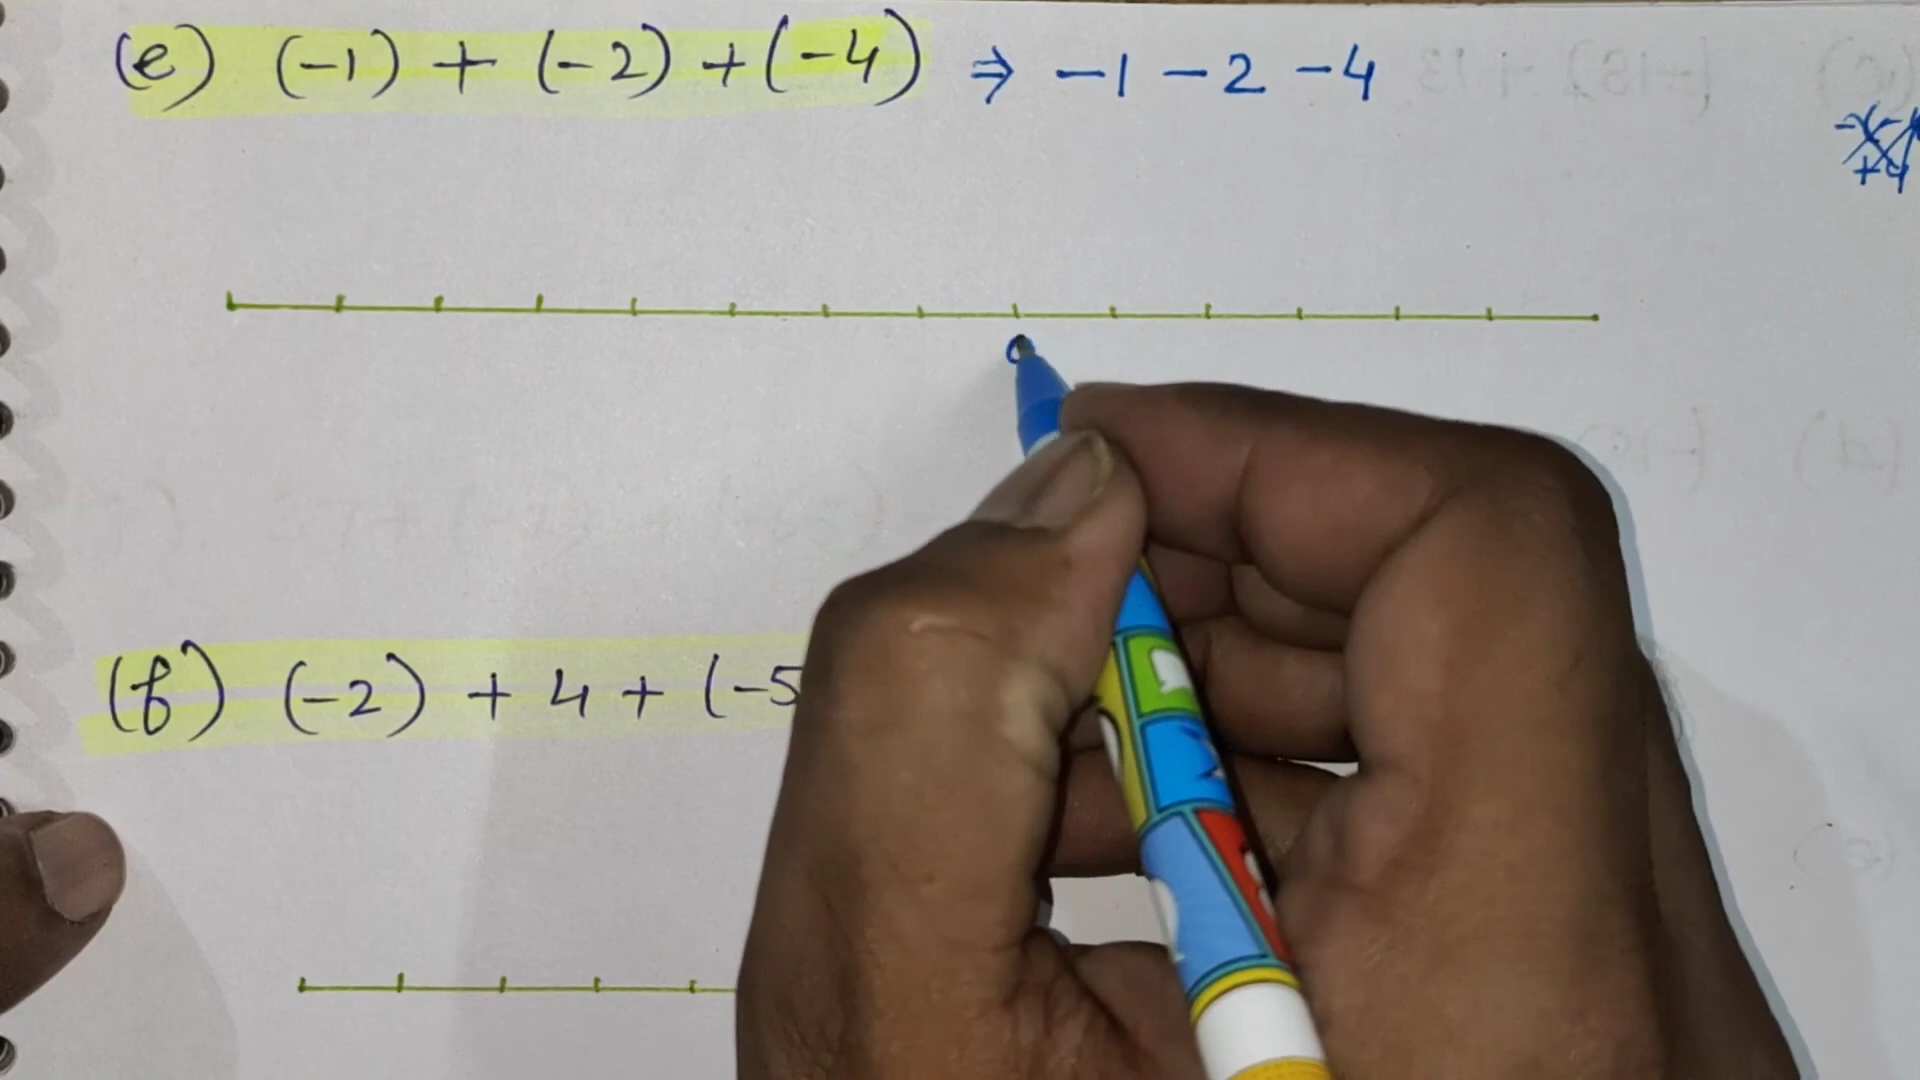 (e) (-1) + (-2) + (-4) ⇒ -1 -2 -4
0
(f) (-2) + 4 + (-5